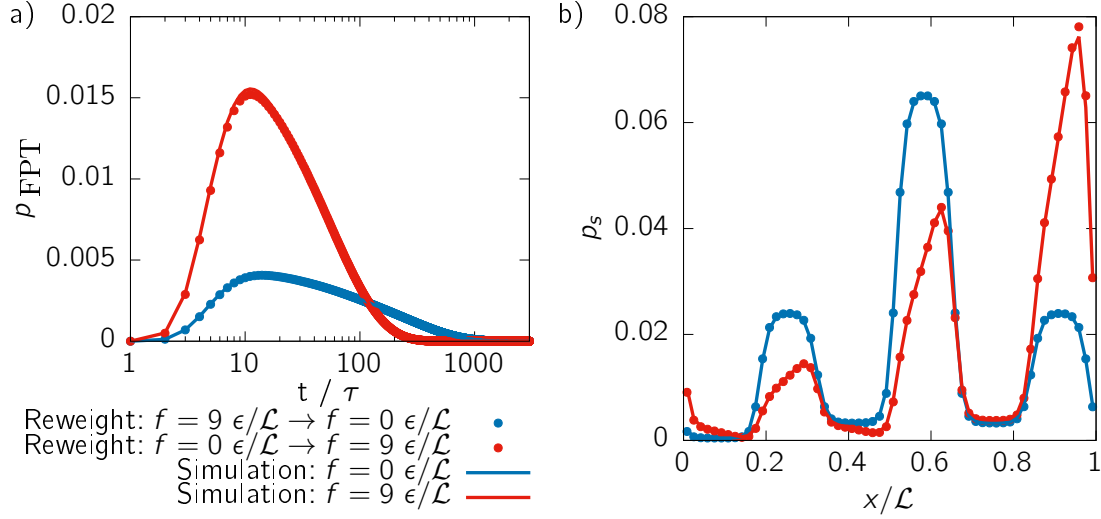 a)
b)
0.02
0.015
0.01
0.005
0
p FPT
1 10 100 1000
t / τ
0.08
0.06
0.04
0.02
0
p_s
0 0.2 0.4 0.6 0.8 1
x/ℒ
Reweight: f = 9 ϵ/ℒ → f = 0 ϵ/ℒ
Reweight: f = 0 ϵ/ℒ → f = 9 ϵ/ℒ
Simulation: f = 0 ϵ/ℒ
Simulation: f = 9 ϵ/ℒ